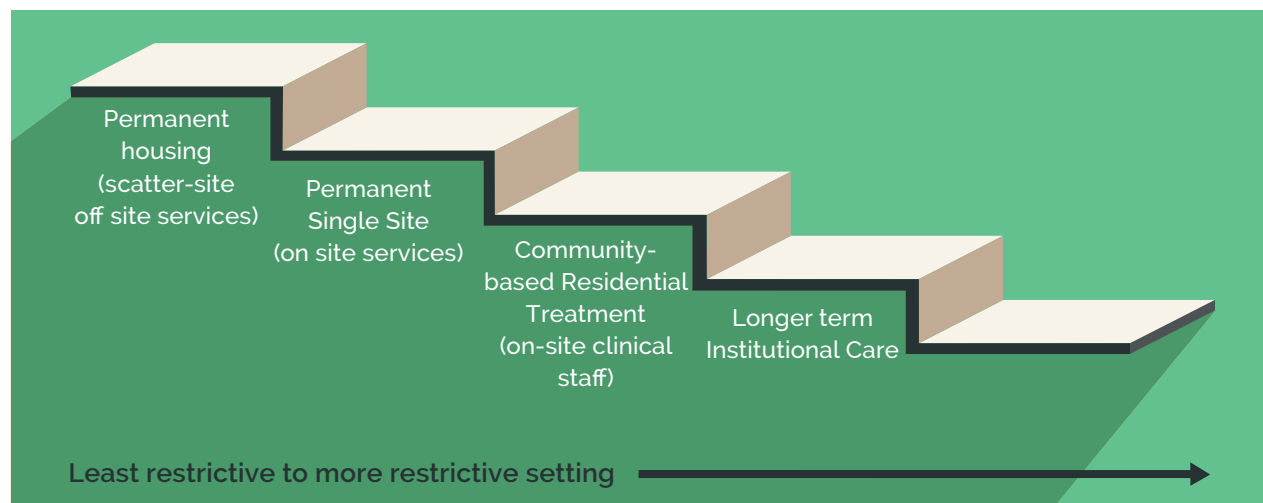 Permanent
housing
(scatter-site
off site services)
Permanent
Single Site
(on site services)
Community-
based Residential
Treatment
(on-site clinical
staff)
Longer term
Institutional Care
Least restrictive to more restrictive setting